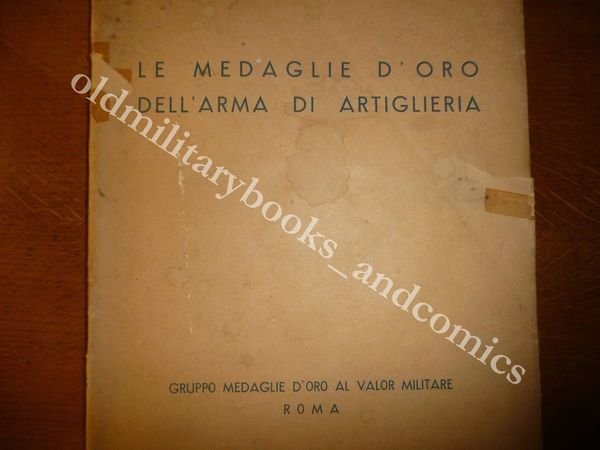 LE MEDAGLIE D'ORO
DELL'ARMA DI ARTIGLIERIA
oldmilitarybooks_andcomics
GRUPPO MEDAGLIE D'ORO AL VALOR MILITARE
ROMA